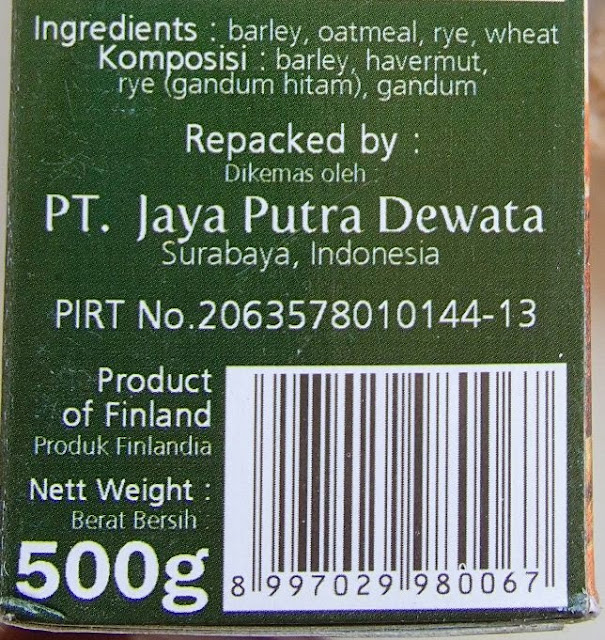 Ingredients : barley, oatmeal, rye, wheat
Komposisi : barley, havermut,
rye (gandum hitam), gandum
Repacked by :
Dikemas oleh :
PT. Jaya Putra Dewata
Surabaya, Indonesia
PIRT No.2063578010144-13
Product
of Finland
Produk Finlandia
Nett Weight :
Berat Bersih
500g
8 997029 980067